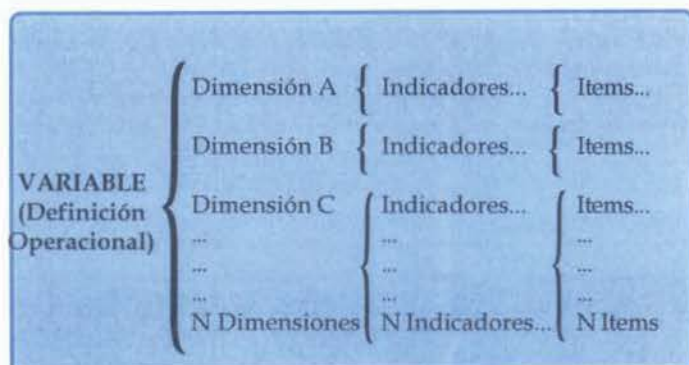 Dimensión A { Indicadores... { Items...
Dimensión B { Indicadores... { Items...
VARIABLE
(Definición
Operacional)
Dimensión C Indicadores... Items...
... ... ...
... ... ...
... ... ...
N Dimensiones N Indicadores... N Items